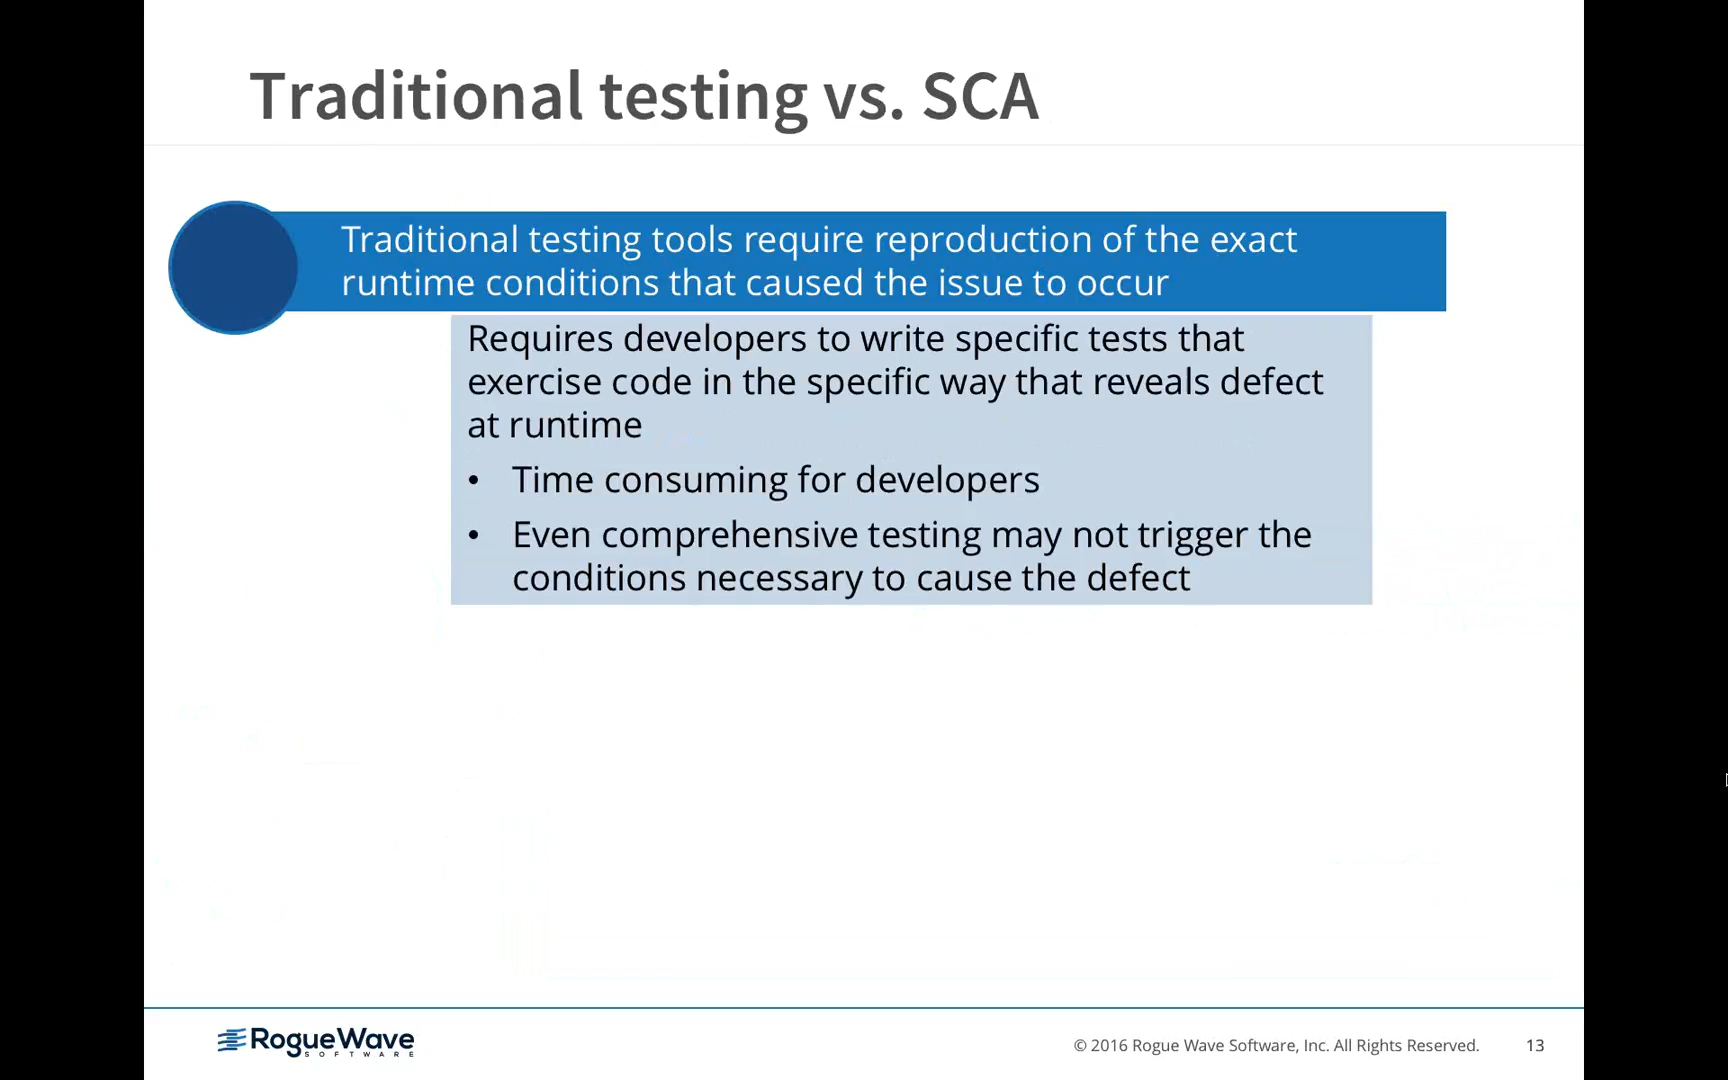 Traditional testing vs. SCA
Traditional testing tools require reproduction of the exact
runtime conditions that caused the issue to occur
Requires developers to write specific tests that
exercise code in the specific way that reveals defect
at runtime
• Time consuming for developers
• Even comprehensive testing may not trigger the
conditions necessary to cause the defect
RogueWave
SOFTWARE
© 2016 Rogue Wave Software, Inc. All Rights Reserved.
13